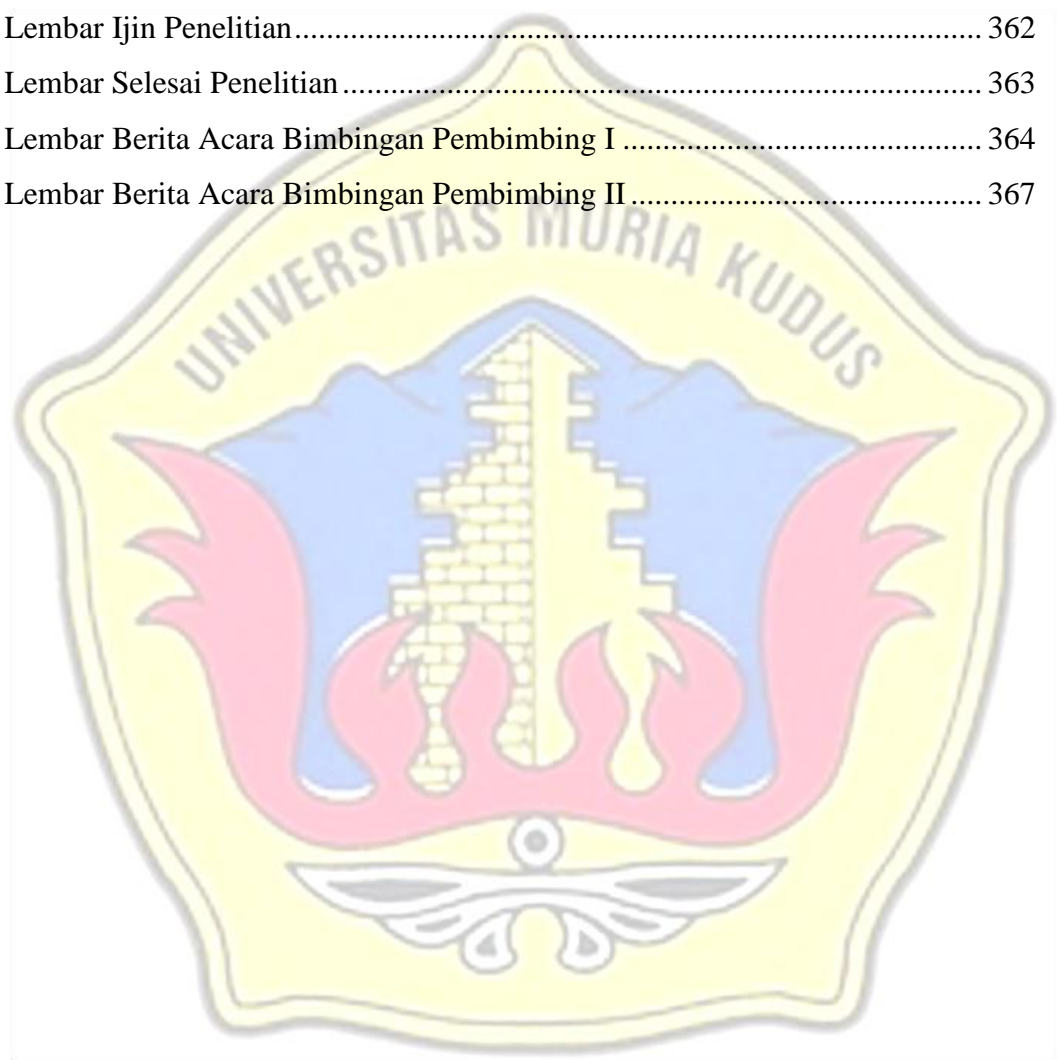 Lembar Ijin Penelitian.................................................................................... 362
Lembar Selesai Penelitian.............................................................................. 363
Lembar Berita Acara Bimbingan Pembimbing I ............................................ 364
Lembar Berita Acara Bimbingan Pembimbing II........................................... 367
UNIVERSITAS MURIA KUDUS